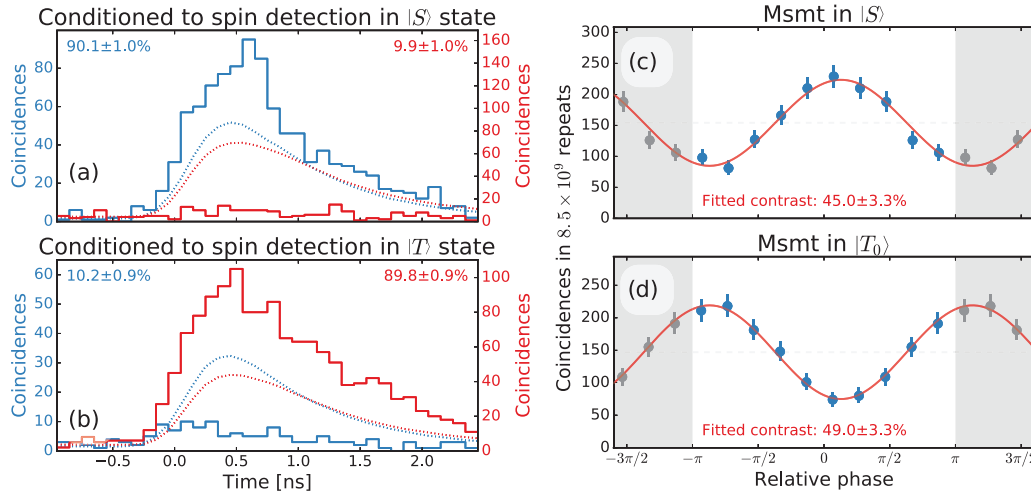 Conditioned to spin detection in |S⟩ state
90.1±1.0%
9.9±1.0%
Coincidences
80
60
40
20
0
(a)
160
140
120
100
80
60
40
20
0
Coincidences
Conditioned to spin detection in |T⟩ state
10.2±0.9%
89.8±0.9%
Coincidences
60
50
40
30
20
10
0
(b)
100
80
60
40
20
0
Coincidences
−0.5
0.0
0.5
1.0
1.5
2.0
Time [ns]
Msmt in |S⟩
(c)
300
250
200
150
100
50
0
Fitted contrast: 45.0±3.3%
Coincidences in 8.5 × 10⁹ repeats
Msmt in |T₀⟩
(d)
250
200
150
100
50
0
Fitted contrast: 49.0±3.3%
−3π/2
−π
−π/2
0
π/2
π
3π/2
Relative phase